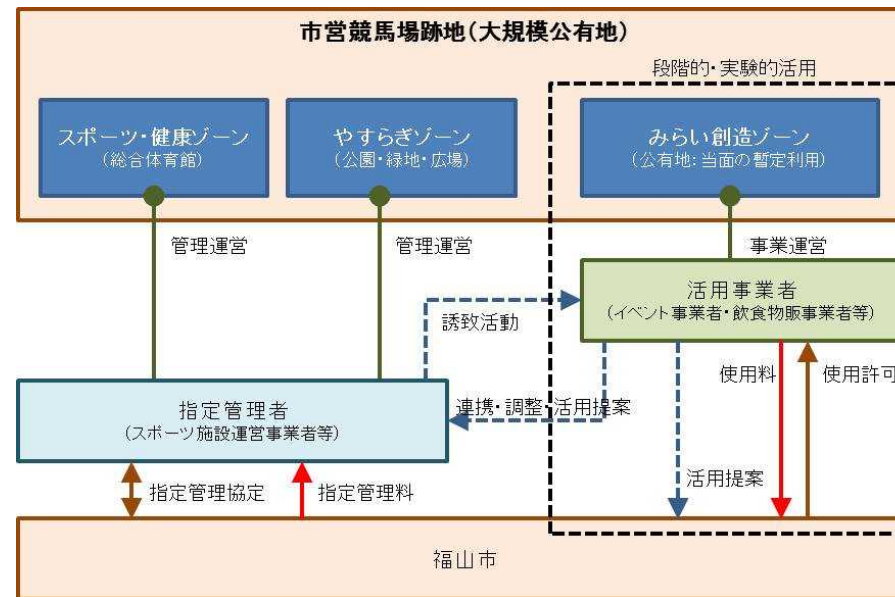 市営競馬場跡地（大規模公有地）
段階的・実験的活用
スポーツ・健康ゾーン
（総合体育館）
やすらぎゾーン
（公園・緑地・広場）
みらい創造ゾーン
（公有地：当面の暫定利用）
管理運営
管理運営
事業運営
活用事業者
（イベント事業者・飲食物販事業者等）
誘致活動
使用料
使用許可
指定管理者
（スポーツ施設運営事業者等）
連携・調整・活用提案
活用提案
指定管理協定
指定管理料
福山市